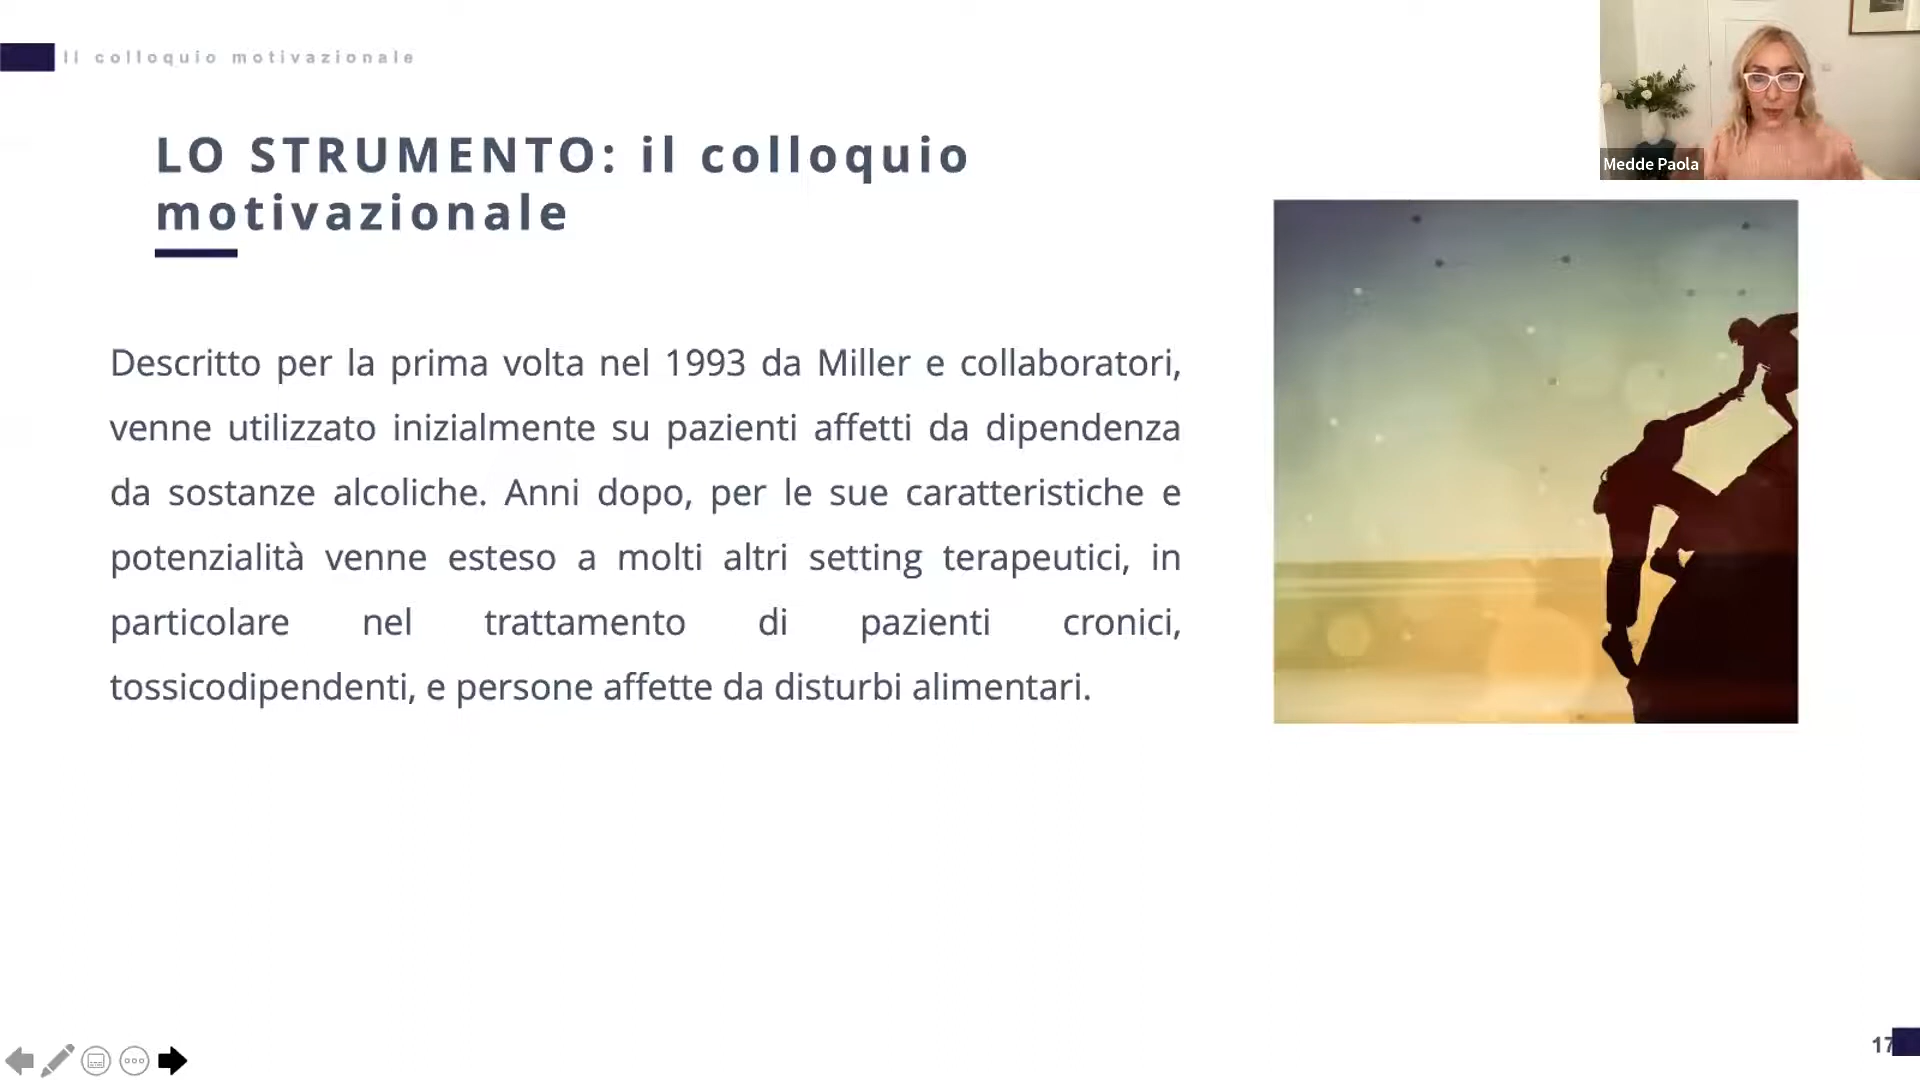 Il colloquio motivazionale
Medde Paola
LO STRUMENTO: il colloquio
motivazionale
Descritto per la prima volta nel 1993 da Miller e collaboratori,
venne utilizzato inizialmente su pazienti affetti da dipendenza
da sostanze alcoliche. Anni dopo, per le sue caratteristiche e
potenzialità venne esteso a molti altri setting terapeutici, in
particolare nel trattamento di pazienti cronici,
tossicodipendenti, e persone affette da disturbi alimentari.
17